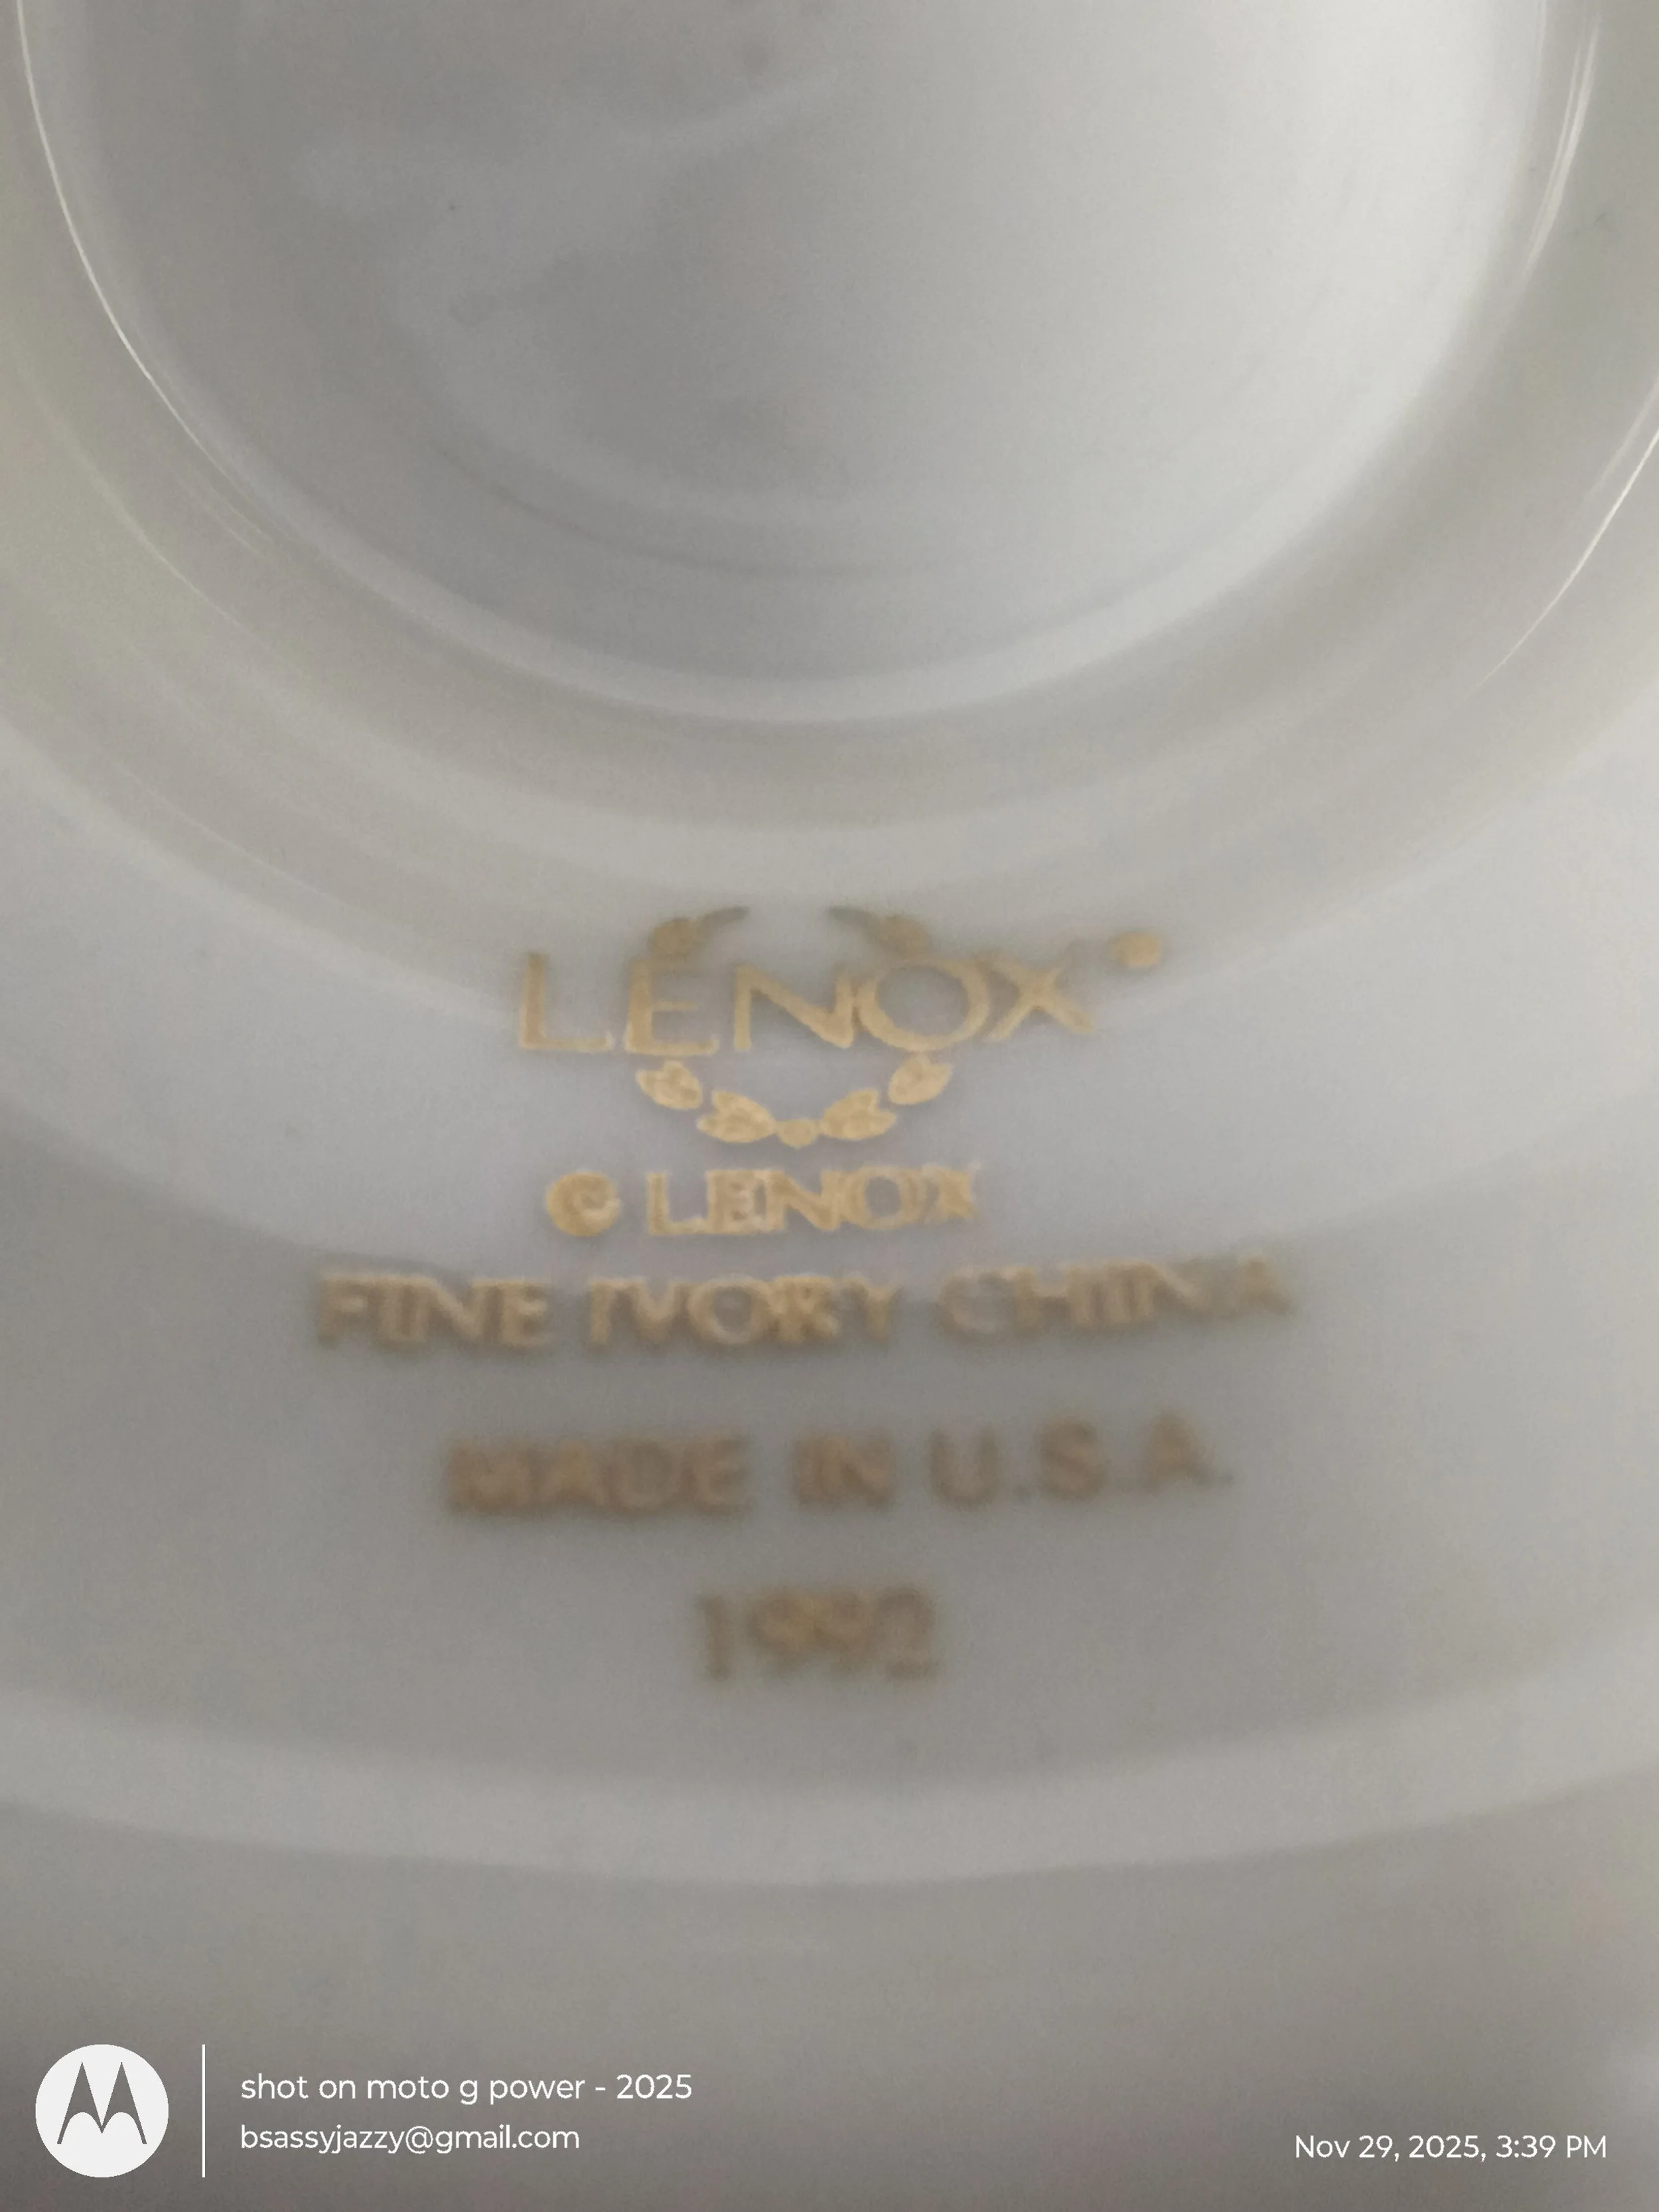 LENOX
© LENOX
FINE IVORY CHINA
MADE IN U.S.A.
1992
shot on moto g power - 2025
bsassyjazzy@gmail.com
Nov 29, 2025, 3:39 PM